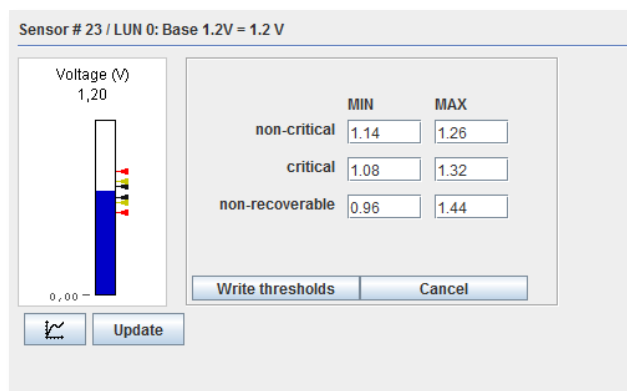 Sensor # 23 / LUN 0: Base 1.2V = 1.2 V
Voltage (V)
1,20
0,00
MIN MAX
non-critical 1.14 1.26
critical 1.08 1.32
non-recoverable 0.96 1.44
Write thresholds Cancel
Update